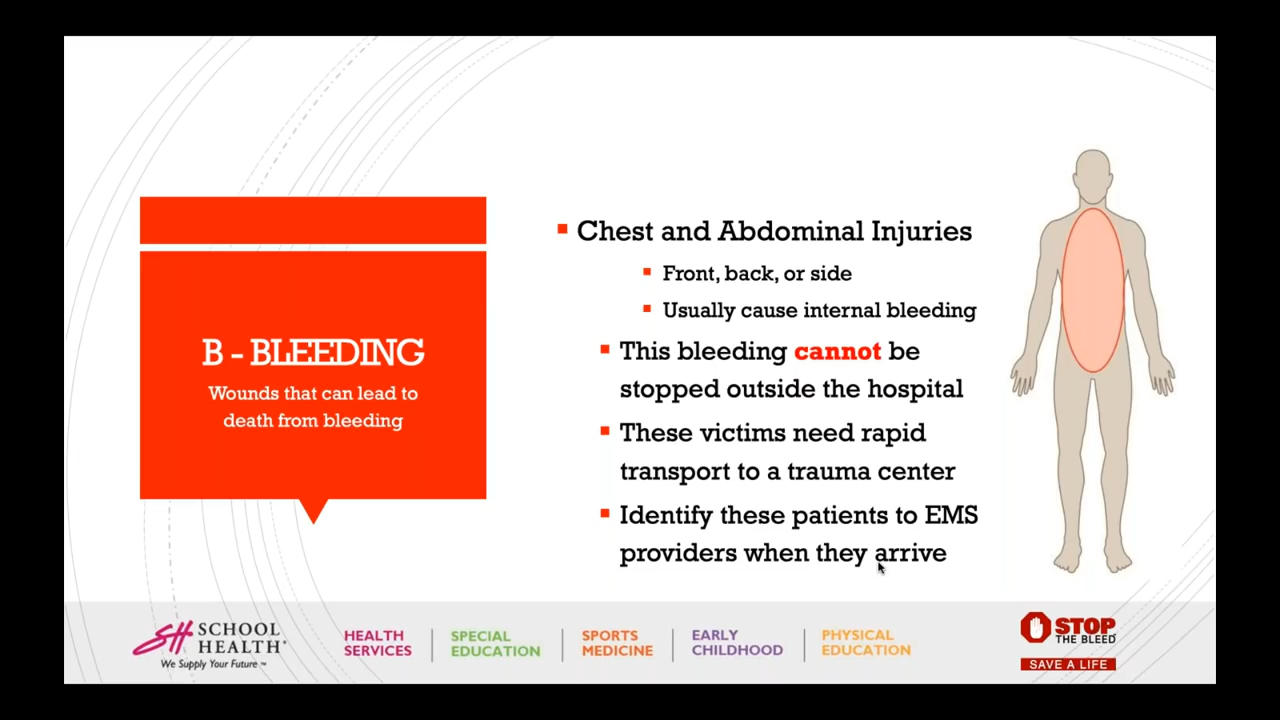 B - BLEEDING
Wounds that can lead to
death from bleeding
Chest and Abdominal Injuries
Front, back, or side
Usually cause internal bleeding
This bleeding cannot be
stopped outside the hospital
These victims need rapid
transport to a trauma center
Identify these patients to EMS
providers when they arrive
SH SCHOOL
HEALTH®
We Supply Your Future ™
HEALTH
SERVICES
SPECIAL
EDUCATION
SPORTS
MEDICINE
EARLY
CHILDHOOD
PHYSICAL
EDUCATION
STOP
THE BLEED
SAVE A LIFE